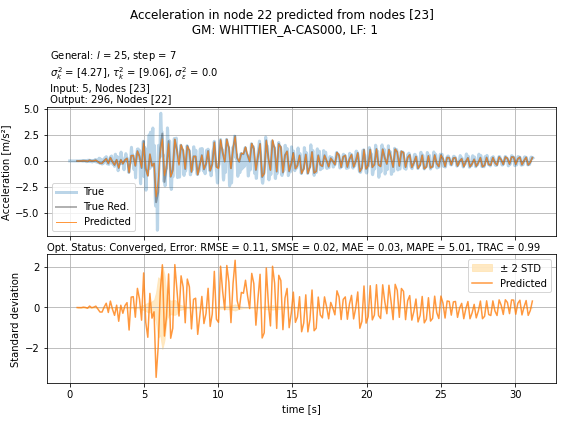 Acceleration in node 22 predicted from nodes [23]
GM: WHITTIER_A-CAS000, LF: 1
General: l = 25, step = 7
σ²ₖ = [4.27], τ²ₖ = [9.06], σ²ε = 0.0
Input: 5, Nodes [23]
Output: 296, Nodes [22]
Acceleration [m/s²]
5.0
2.5
0.0
−2.5
−5.0
True
True Red.
Predicted
Opt. Status: Converged, Error: RMSE = 0.11, SMSE = 0.02, MAE = 0.03, MAPE = 5.01, TRAC = 0.99
Standard deviation
2
0
−2
± 2 STD
Predicted
0 5 10 15 20 25 30
time [s]